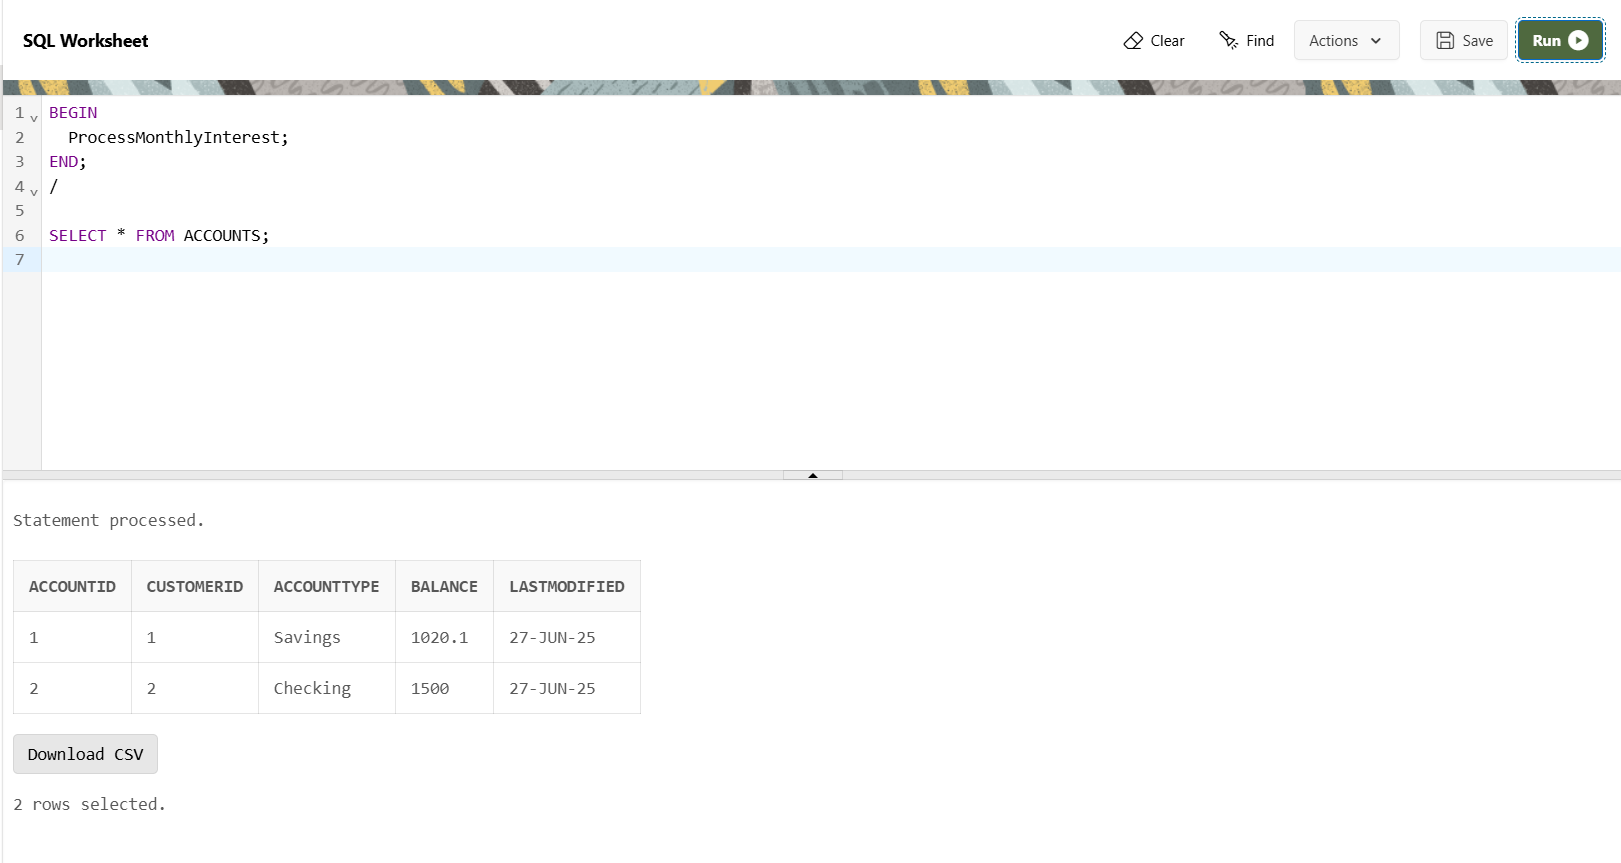 SQL Worksheet
Clear Find Actions Save Run
1 BEGIN
2 ProcessMonthlyInterest;
3 END;
4 /
5
6 SELECT * FROM ACCOUNTS;
7
Statement processed.
ACCOUNTID CUSTOMERID ACCOUNTTYPE BALANCE LASTMODIFIED
1 1 Savings 1020.1 27-JUN-25
2 2 Checking 1500 27-JUN-25
Download CSV
2 rows selected.